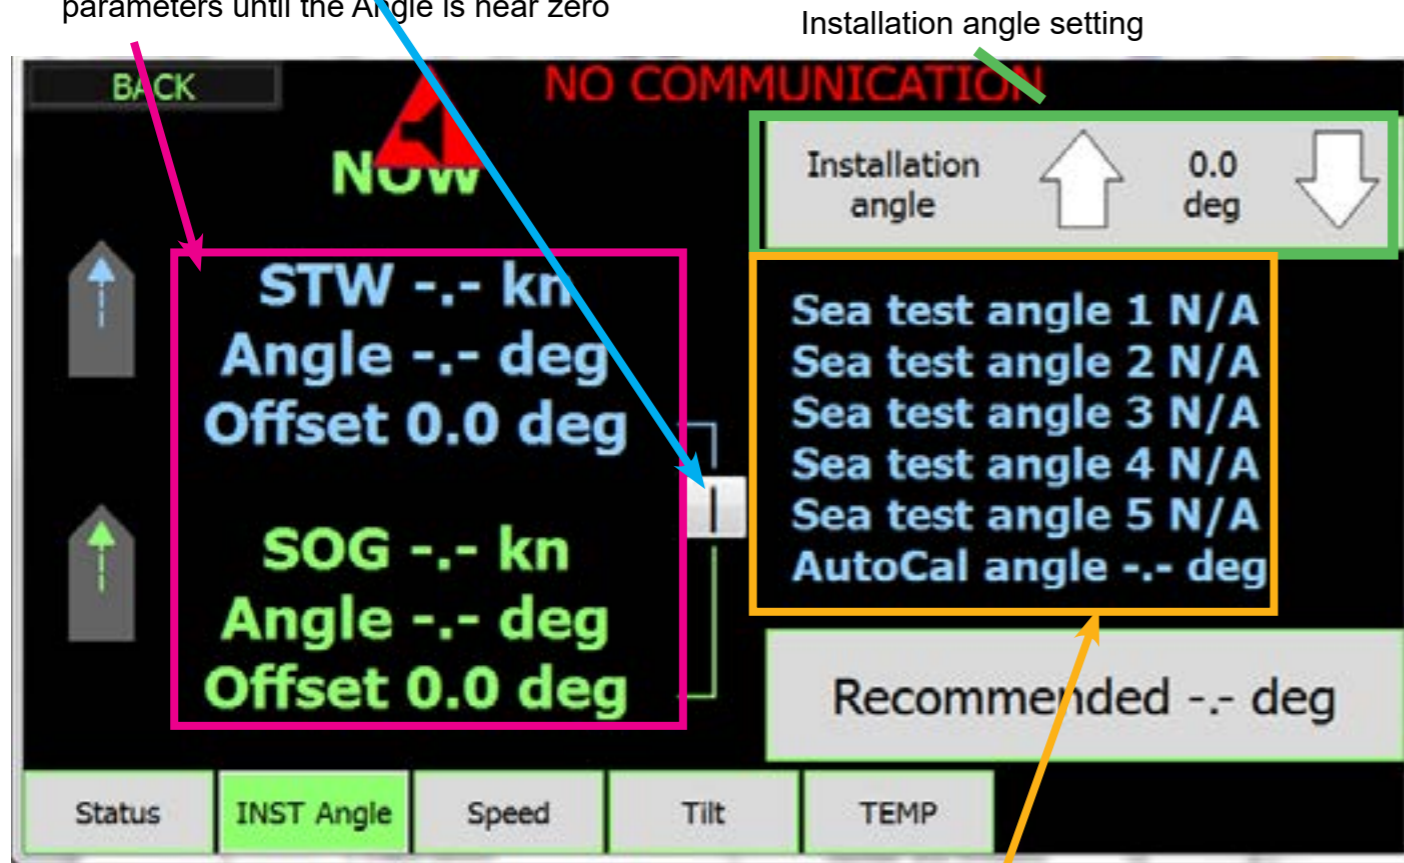 parameters until the Angle is near zero
Installation angle setting
BACK
NO COMMUNICATION
NOW
Installation
angle
0.0
deg
STW -.- kn
Angle -.- deg
Offset 0.0 deg
SOG -.- kn
Angle -.- deg
Offset 0.0 deg
Sea test angle 1 N/A
Sea test angle 2 N/A
Sea test angle 3 N/A
Sea test angle 4 N/A
Sea test angle 5 N/A
AutoCal angle -.- deg
Recommended -.- deg
Status
INST Angle
Speed
Tilt
TEMP